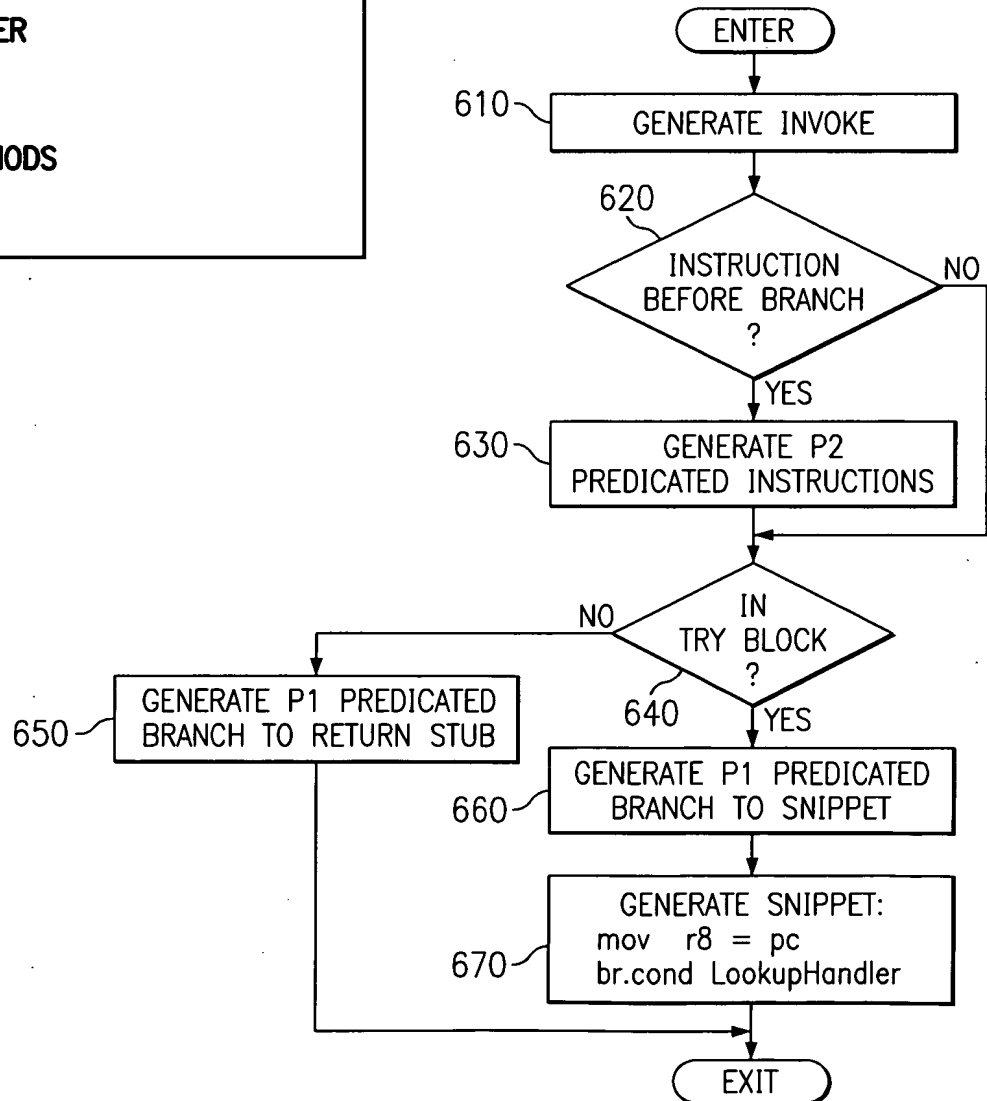 ER
HODS
ENTER
610
GENERATE INVOKE
620
INSTRUCTION
BEFORE BRANCH
?
NO
YES
630
GENERATE P2
PREDICATED INSTRUCTIONS
IN
TRY BLOCK
?
NO
640
YES
650
GENERATE P1 PREDICATED
BRANCH TO RETURN STUB
660
GENERATE P1 PREDICATED
BRANCH TO SNIPPET
670
GENERATE SNIPPET:
mov r8 = pc
br.cond LookupHandler
EXIT